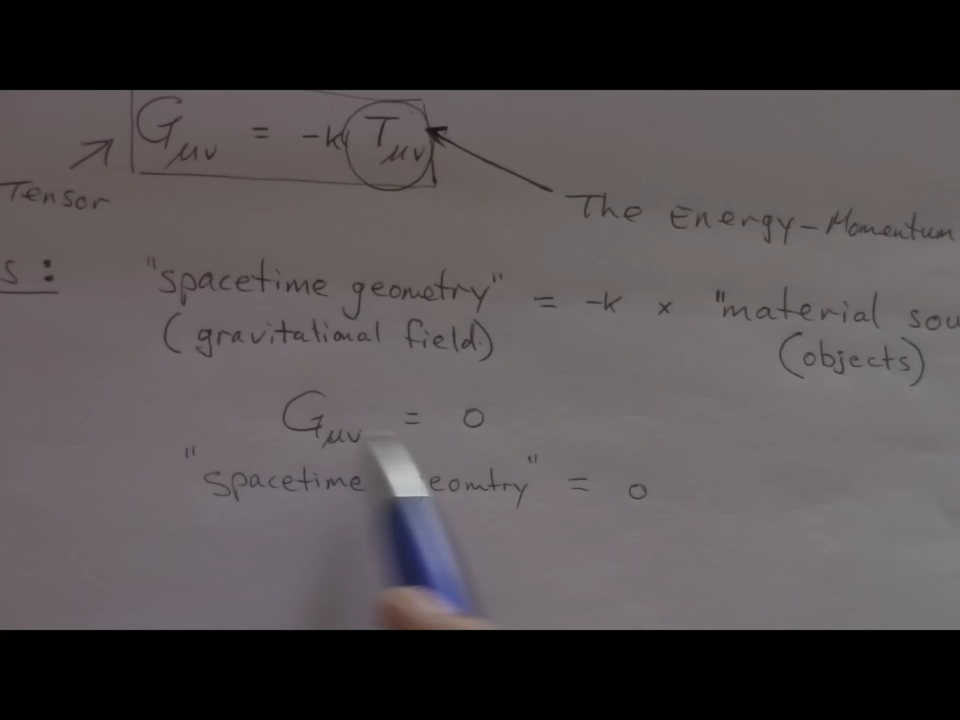 Gμν = -k Tμν
Tensor
The Energy-Momentum
s:
"spacetime geometry" = -k × "material sou
(gravitational field)
(objects)
Gμν = 0
"spacetime eomtry" = 0